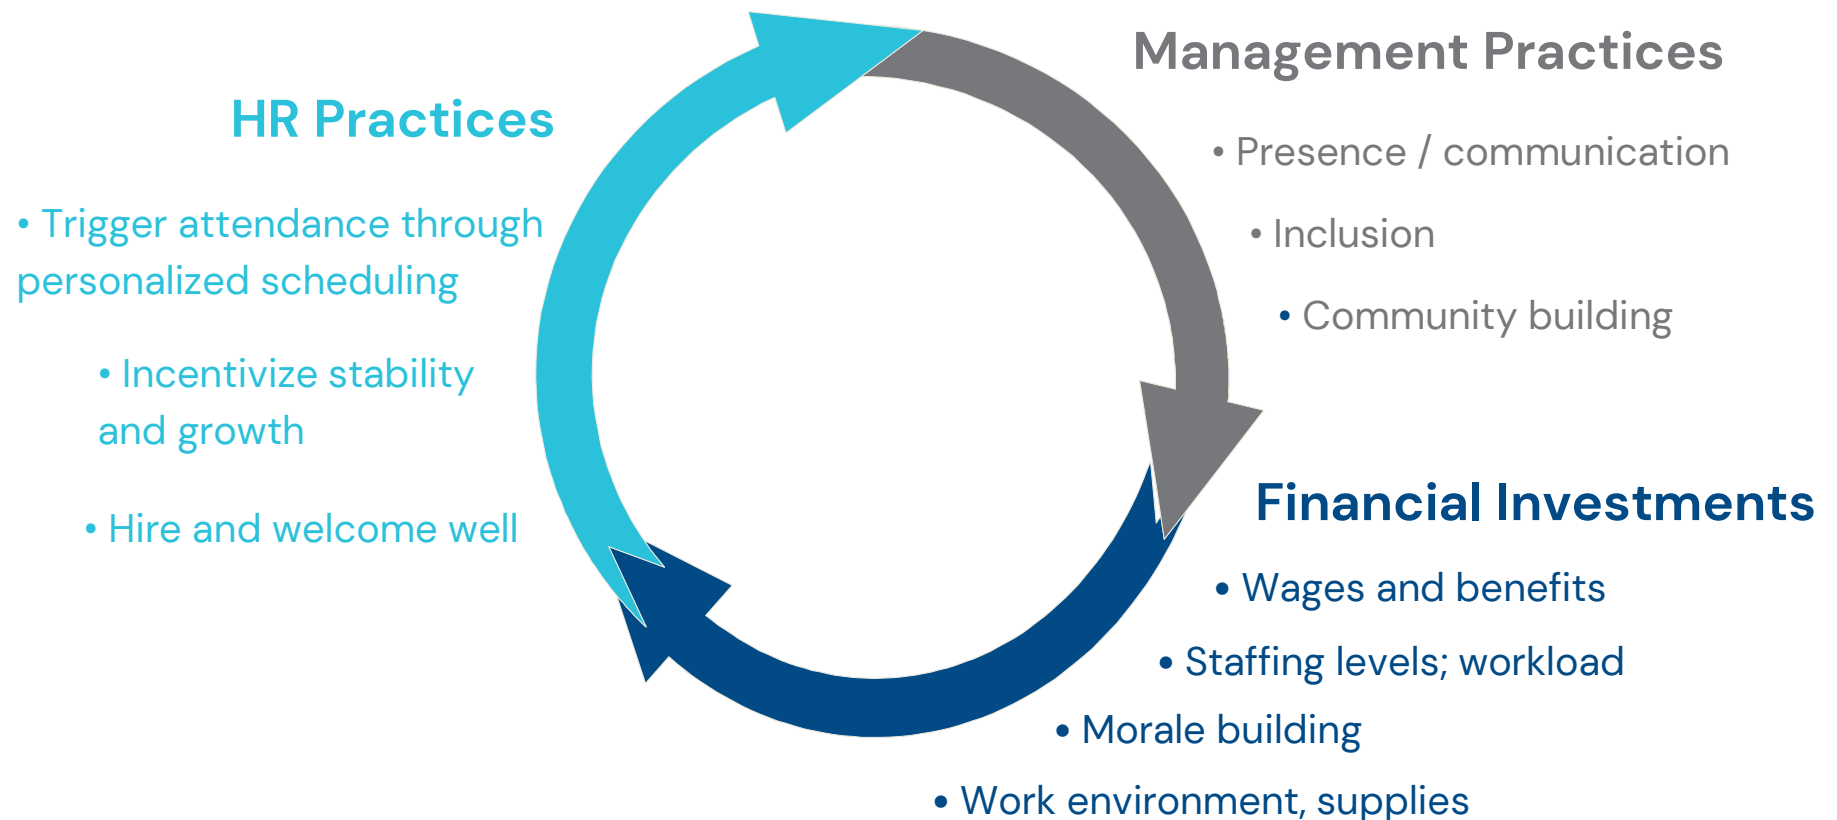 HR Practices
• Trigger attendance through
personalized scheduling
• Incentivize stability
and growth
• Hire and welcome well
Management Practices
• Presence / communication
• Inclusion
• Community building
Financial Investments
• Wages and benefits
• Staffing levels; workload
• Morale building
• Work environment, supplies